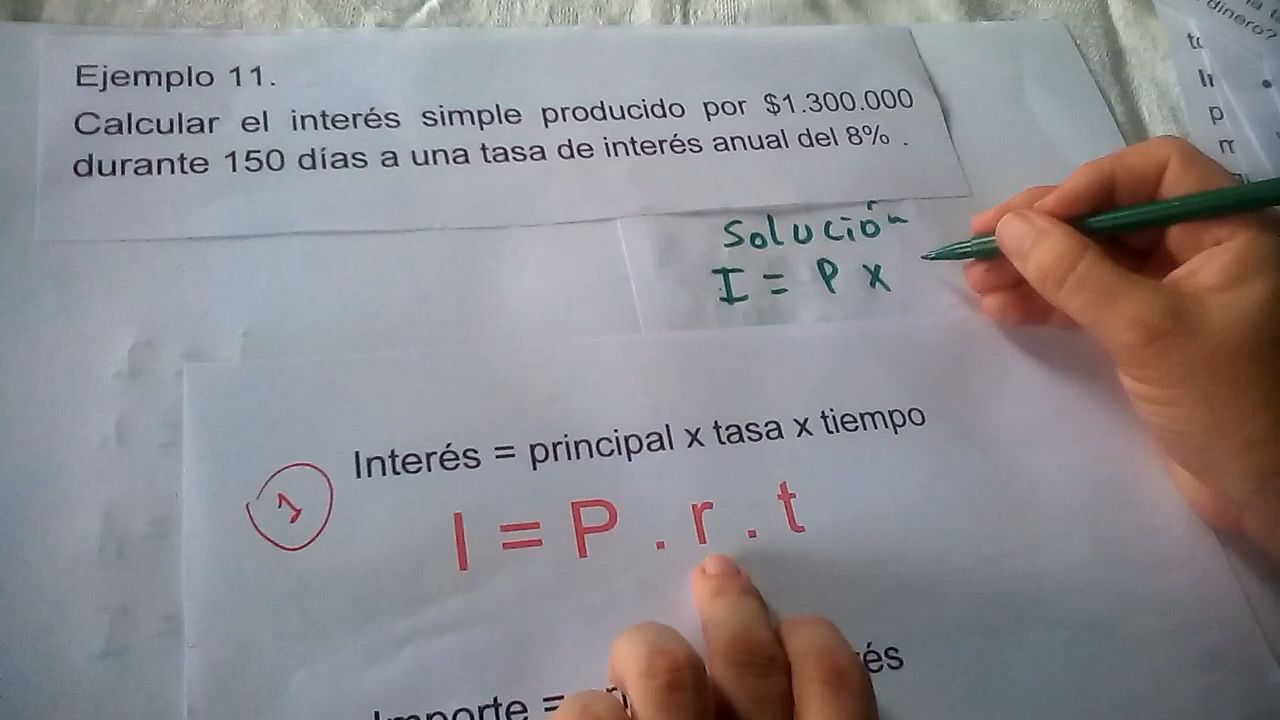 Ejemplo 11.
Calcular el interés simple producido por $1.300.000
durante 150 días a una tasa de interés anual del 8% .
Solución
I = P x
Interés = principal x tasa x tiempo
1
I = P . r . t
dinero?